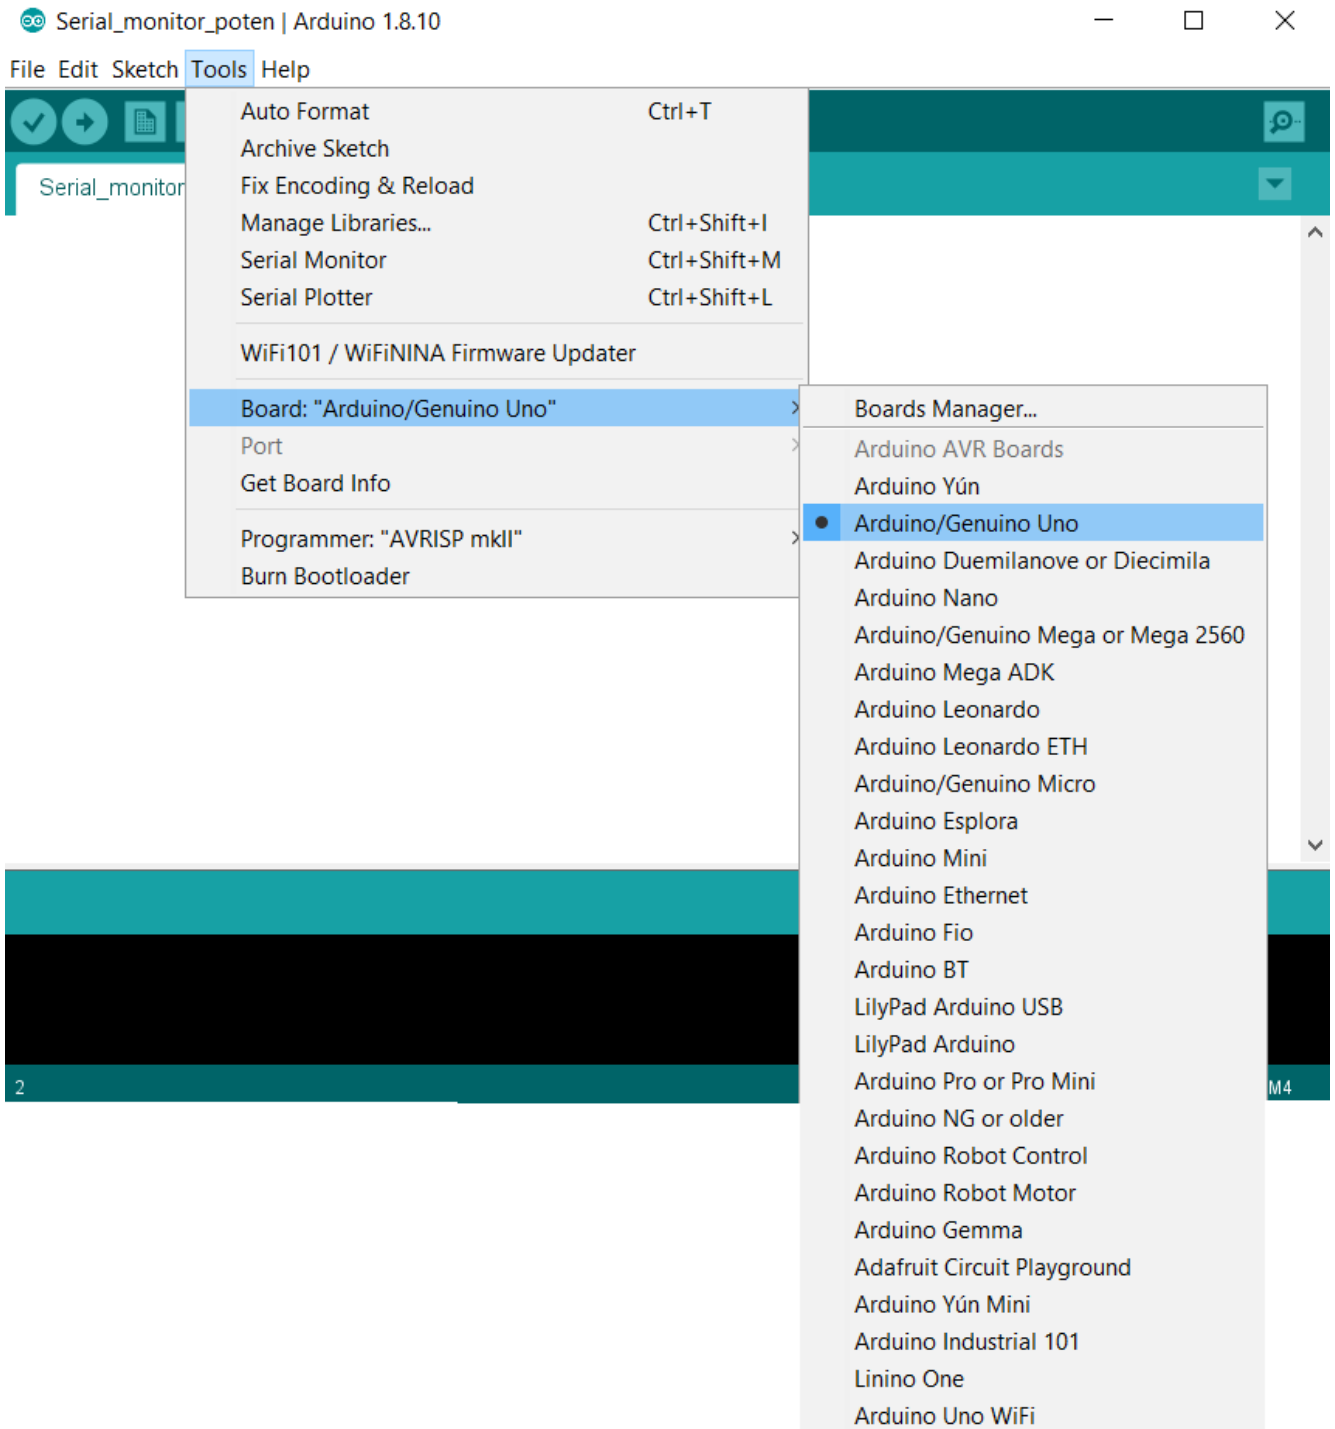 Serial_monitor_poten | Arduino 1.8.10
File Edit Sketch Tools Help
Auto Format Ctrl+T
Archive Sketch
Fix Encoding & Reload
Manage Libraries... Ctrl+Shift+I
Serial Monitor Ctrl+Shift+M
Serial Plotter Ctrl+Shift+L
WiFi101 / WiFiNINA Firmware Updater
Board: "Arduino/Genuino Uno"
Port
Get Board Info
Programmer: "AVRISP mkII"
Burn Bootloader
Serial_monitor
Boards Manager...
Arduino AVR Boards
Arduino Yún
Arduino/Genuino Uno
Arduino Duemilanove or Diecimila
Arduino Nano
Arduino/Genuino Mega or Mega 2560
Arduino Mega ADK
Arduino Leonardo
Arduino Leonardo ETH
Arduino/Genuino Micro
Arduino Esplora
Arduino Mini
Arduino Ethernet
Arduino Fio
Arduino BT
LilyPad Arduino USB
LilyPad Arduino
Arduino Pro or Pro Mini
Arduino NG or older
Arduino Robot Control
Arduino Robot Motor
Arduino Gemma
Adafruit Circuit Playground
Arduino Yún Mini
Arduino Industrial 101
Linino One
Arduino Uno WiFi
2
M4